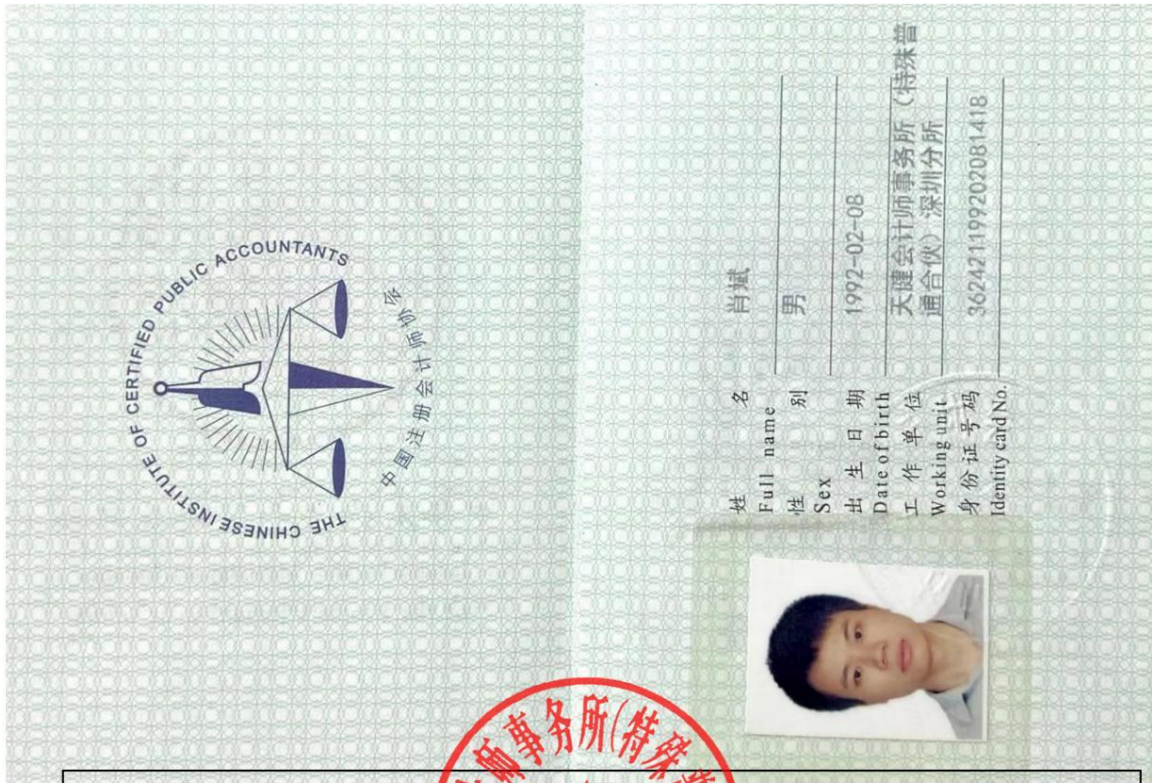 THE CHINESE INSTITUTE OF CERTIFIED PUBLIC ACCOUNTANTS
中国注册会计师协会
姓 名 肖斌
Full name
性 别 男
Sex
出 生 日 期 1992-02-08
Date of birth
工 作 单 位 天健会计师事务所（特殊普
Working unit 通合伙）深圳分所
身 份 证 号 码 362421199202081418
Identity card No.
师事务所(特殊